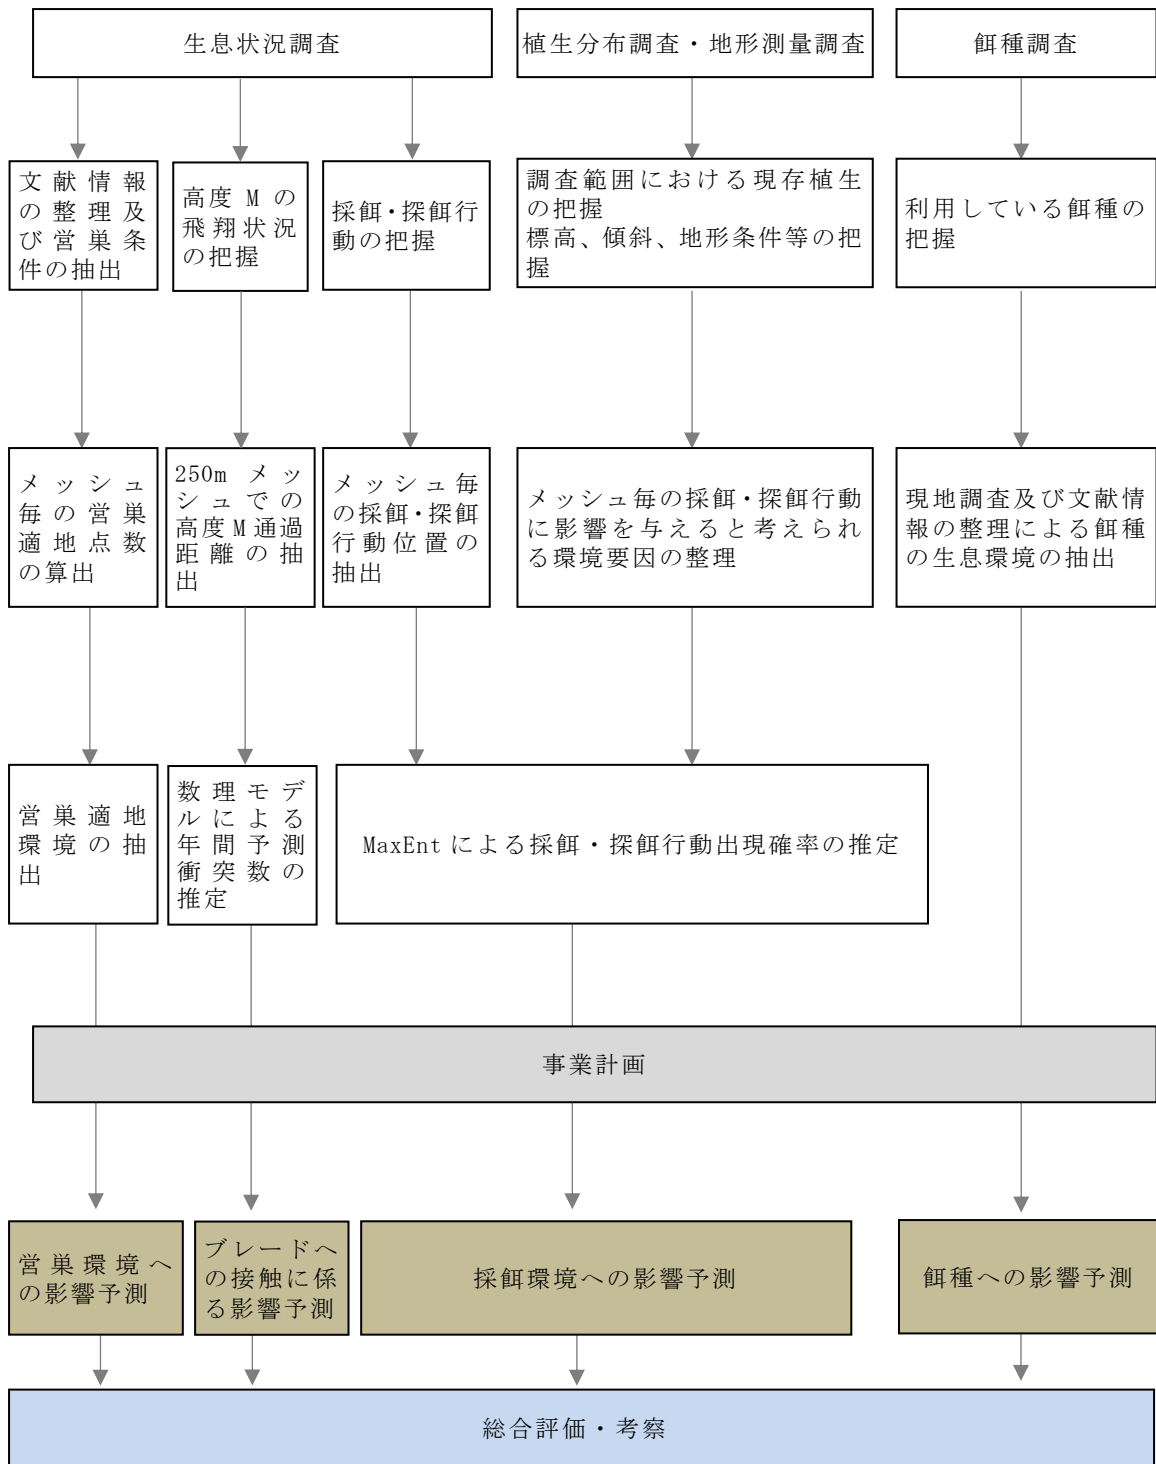 生息状況調査
植生分布調査・地形測量調査
餌種調査
文献情報
の整理及
び営巣条
件の抽出
高度 M の
飛翔状況
の把握
採餌・探餌行
動の把握
調査範囲における現存植生
の把握
標高、傾斜、地形条件等の把
握
利用している餌種の
把握
メッシュ
毎の営巣
適地点数
の算出
250m メッ
シュでの
高度 M 通過
距離の抽
出
メッシュ毎
の採餌・探餌
行動位置の
抽出
メッシュ毎の採餌・探餌行動
に影響を与えると考えられ
る環境要因の整理
現地調査及び文献情
報の整理による餌種
の生息環境の抽出
営巣適地
環境の抽
出
数理モデ
ルによる
年間予測
衝突数の
推定
MaxEnt による採餌・探餌行動出現確率の推定
事業計画
営巣環境へ
の影響予測
ブレードへ
の接触に係
る影響予測
採餌環境への影響予測
餌種への影響予測
総合評価・考察